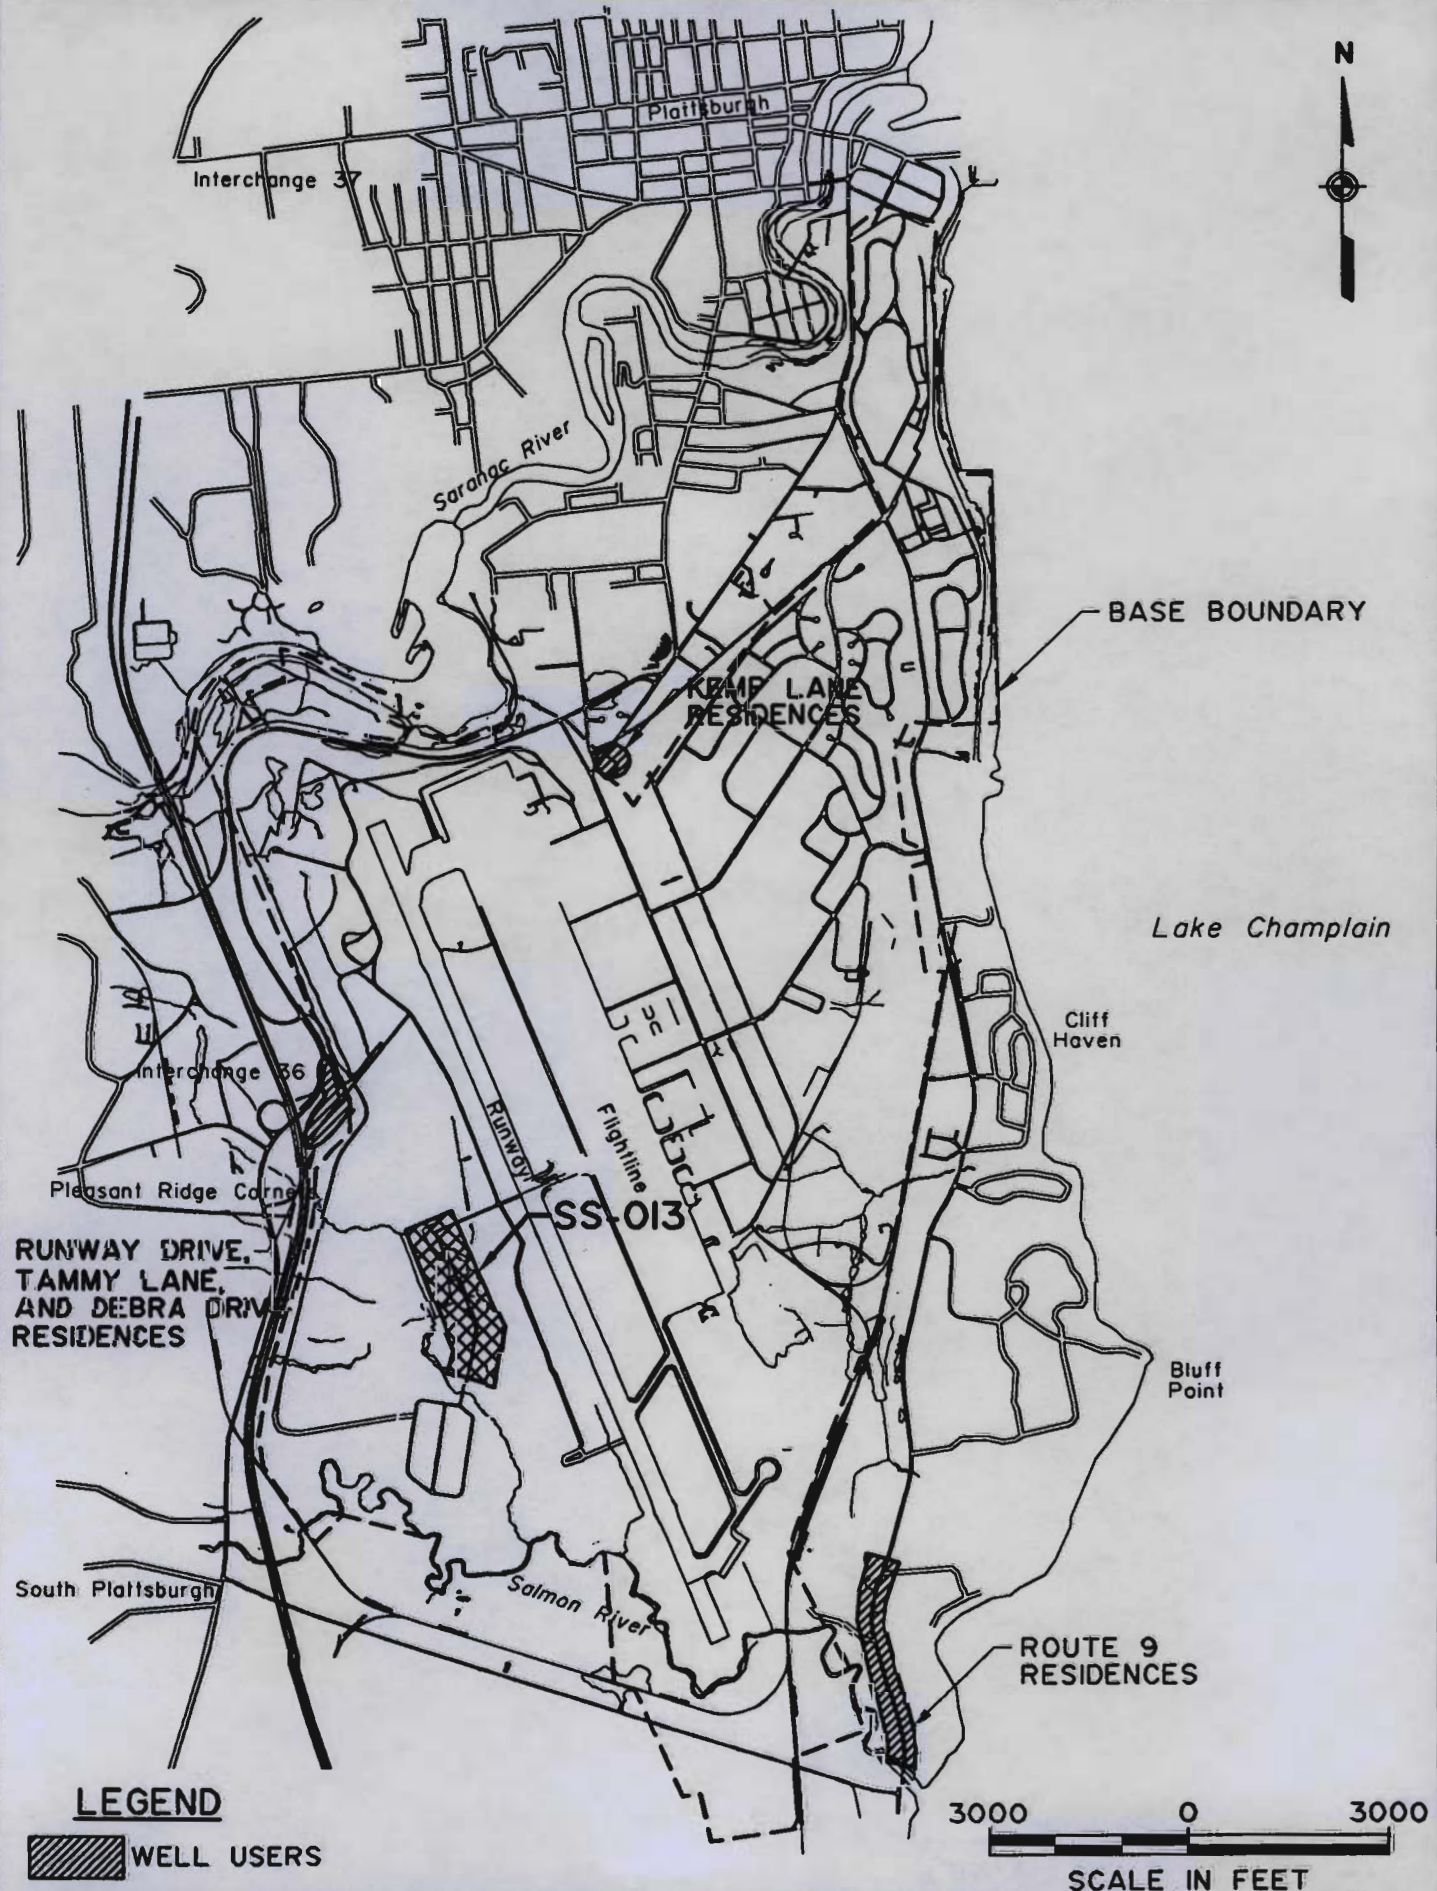 N
Plattsburgh
Interchange 37
Saranac River
BASE BOUNDARY
KEMP LANE
RESIDENCES
Lake Champlain
Cliff
Haven
Interchange 36
Runway
Flightline
Pleasant Ridge Corners
SS-013
RUNWAY DRIVE,
TAMMY LANE,
AND DEBRA DRIVE
RESIDENCES
Bluff
Point
South Plattsburgh
Salmon River
ROUTE 9
RESIDENCES
LEGEND
WELL USERS
3000 0 3000
SCALE IN FEET